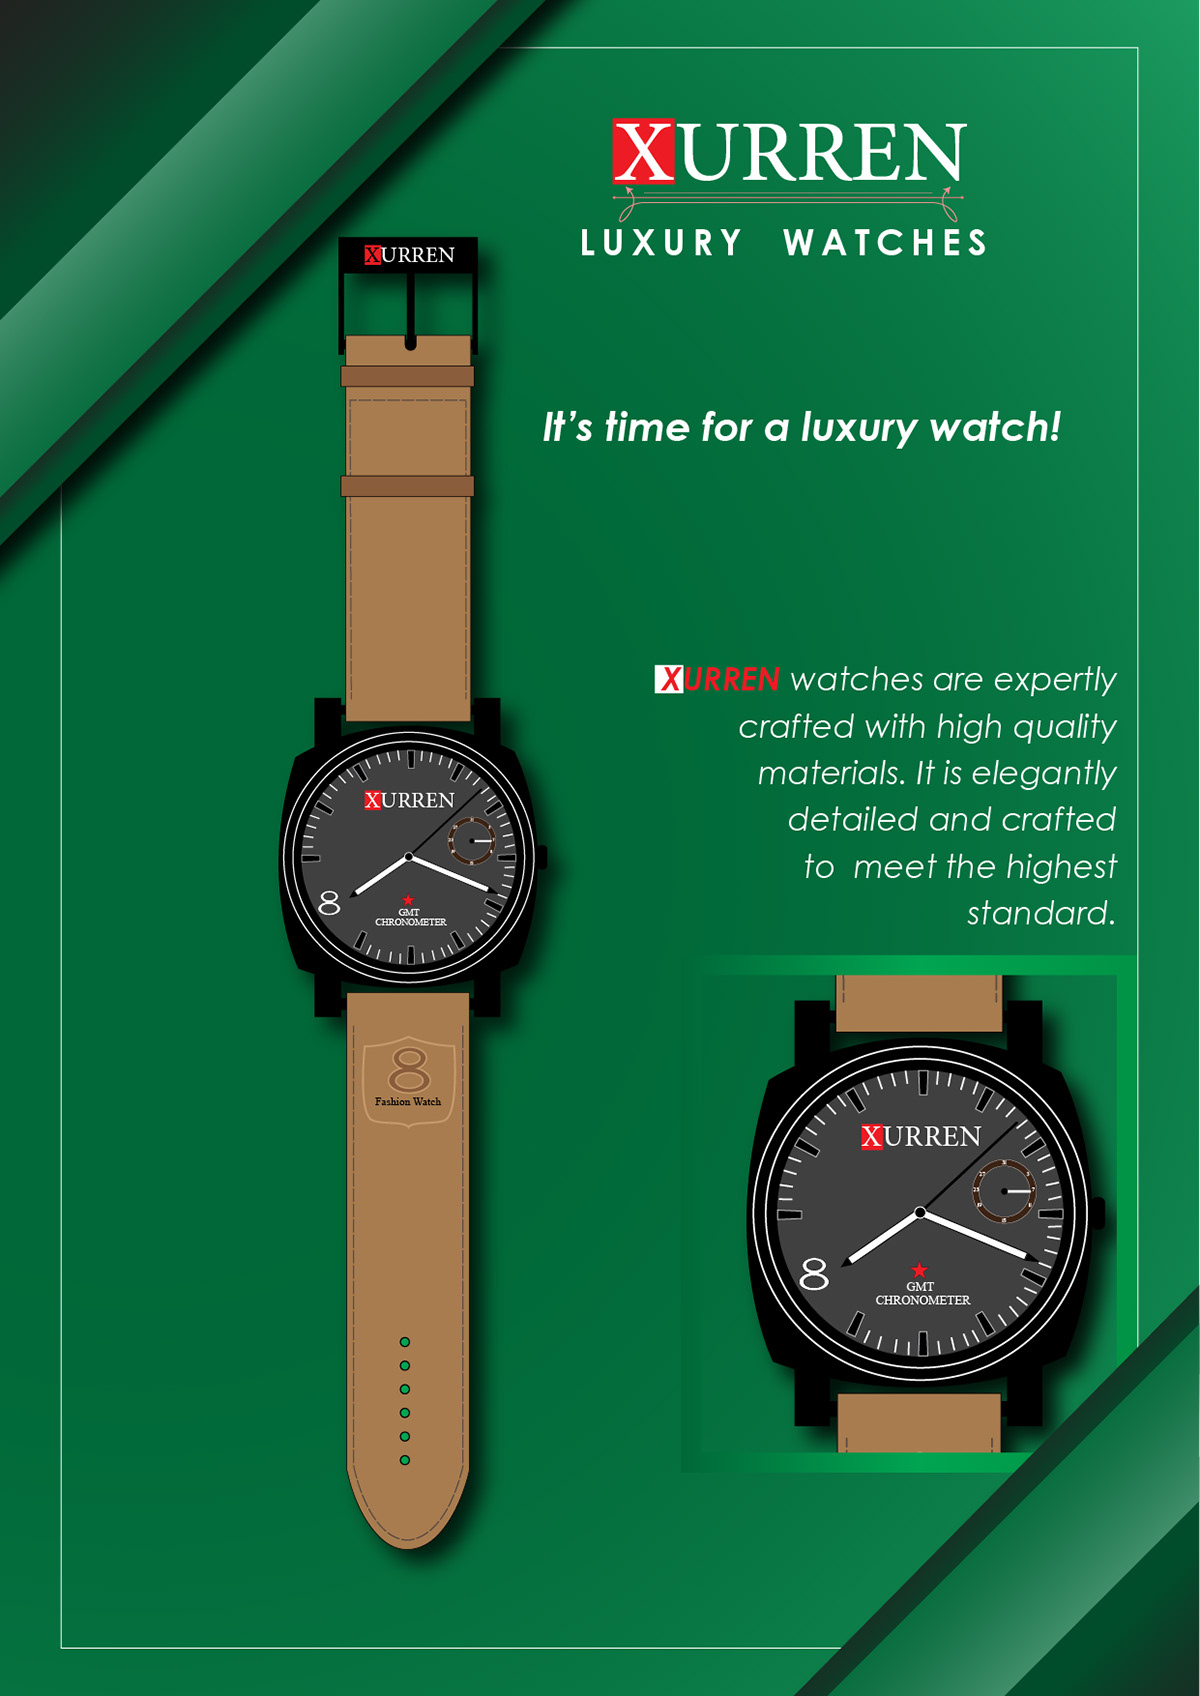 XURREN
LUXURY WATCHES
XURREN
It's time for a luxury watch!
XURREN watches are expertly
crafted with high quality
materials. It is elegantly
detailed and crafted
to meet the highest
standard.
XURREN
8
GMT
CHRONOMETER
8
Fashion Watch
XURREN
8
GMT
CHRONOMETER